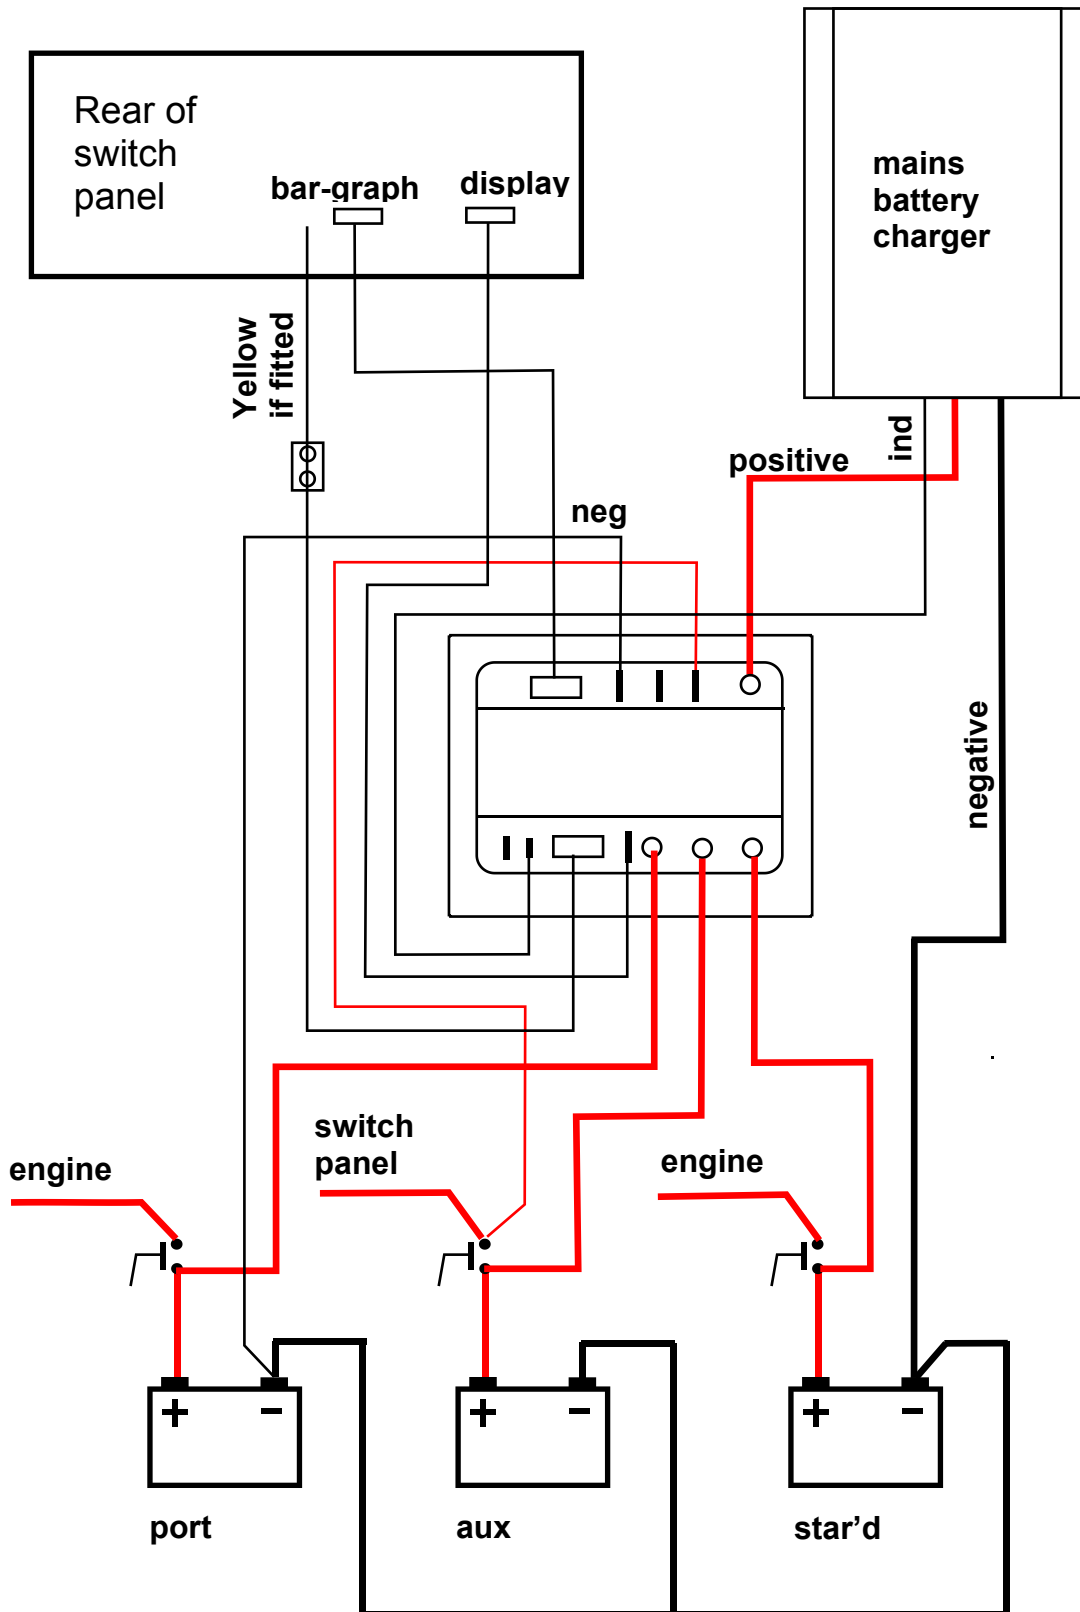 Rear of
switch
panel
bar-graph
display
mains
battery
charger
Yellow
if fitted
ind
positive
neg
negative
switch
panel
engine
engine
+ −
+ −
+ −
port
aux
star’d